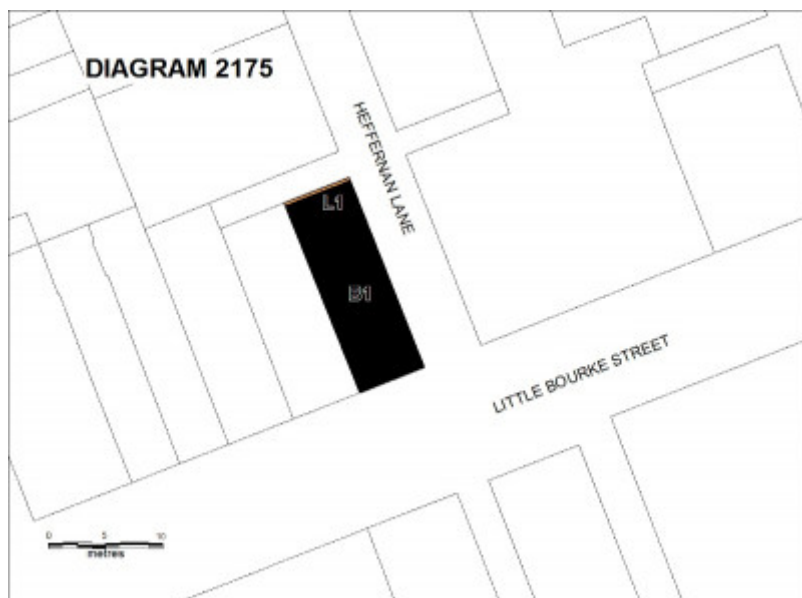 DIAGRAM 2175
HEFFERNAN LANE
L1
B1
LITTLE BOURKE STREET
0 5 10
metres